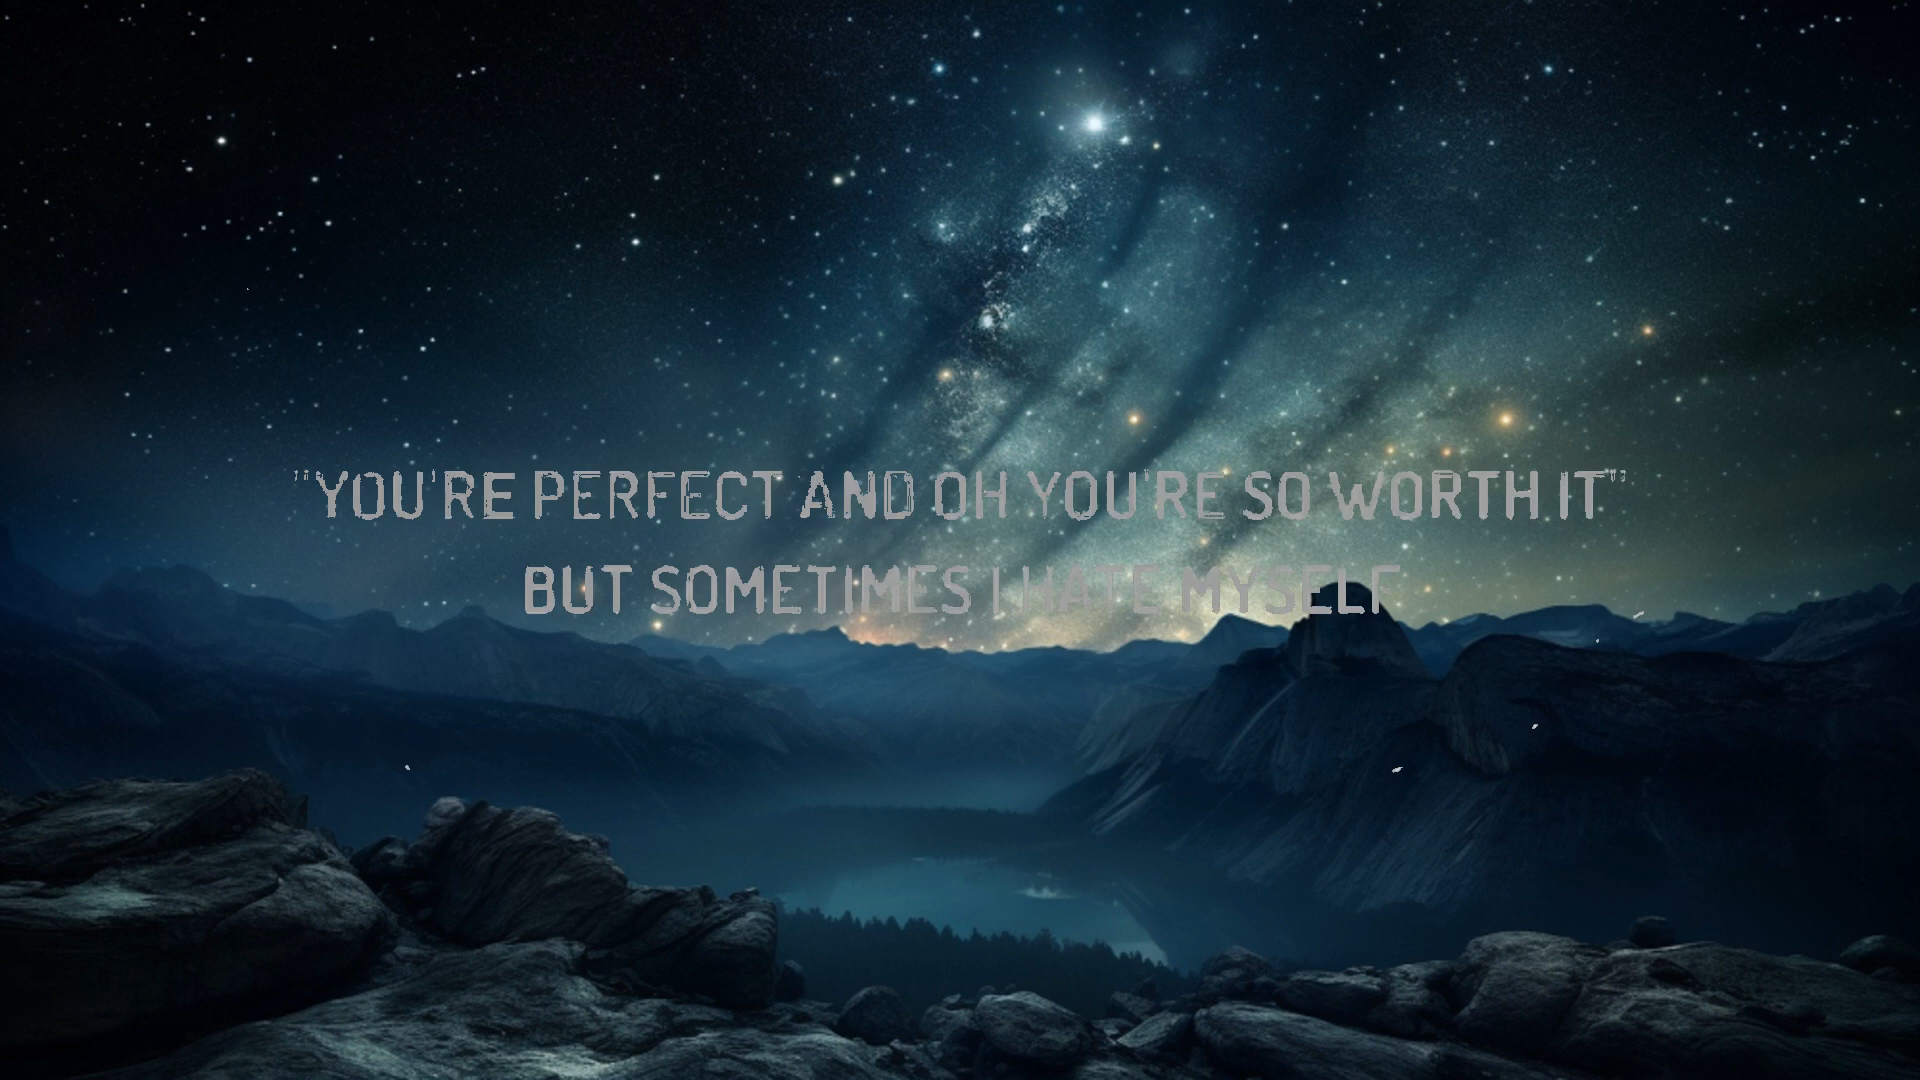 "YOU'RE PERFECT AND OH YOU'RE SO WORTH IT"
BUT SOMETIMES I HATE MYSELF